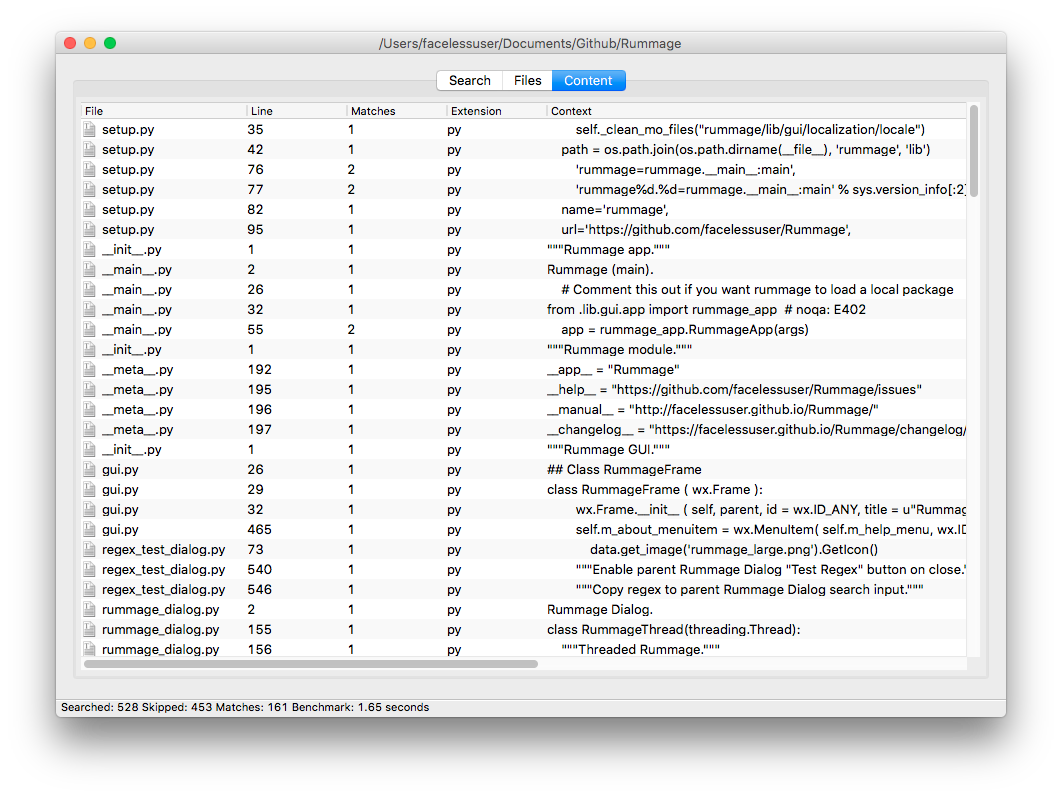 /Users/facelessuser/Documents/Github/Rummage
Search Files Content
File Line Matches Extension Context
setup.py 35 1 py self._clean_mo_files("rummage/lib/gui/localization/locale")
setup.py 42 1 py path = os.path.join(os.path.dirname(__file__), 'rummage', 'lib')
setup.py 76 2 py 'rummage=rummage.__main__:main',
setup.py 77 2 py 'rummage%d.%d=rummage.__main__:main' % sys.version_info[:2]
setup.py 82 1 py name='rummage',
setup.py 95 1 py url='https://github.com/facelessuser/Rummage',
__init__.py 1 1 py """Rummage app."""
__main__.py 2 1 py Rummage (main).
__main__.py 26 1 py # Comment this out if you want rummage to load a local package
__main__.py 32 1 py from .lib.gui.app import rummage_app # noqa: E402
__main__.py 55 2 py app = rummage_app.RummageApp(args)
__init__.py 1 1 py """Rummage module."""
__meta__.py 192 1 py __app__ = "Rummage"
__meta__.py 195 1 py __help__ = "https://github.com/facelessuser/Rummage/issues"
__meta__.py 196 1 py __manual__ = "http://facelessuser.github.io/Rummage/"
__meta__.py 197 1 py __changelog__ = "https://facelessuser.github.io/Rummage/changelog/
__init__.py 1 1 py """Rummage GUI."""
gui.py 26 1 py ## Class RummageFrame
gui.py 29 1 py class RummageFrame ( wx.Frame ):
gui.py 32 1 py wx.Frame.__init__ ( self, parent, id = wx.ID_ANY, title = u"Rummag
gui.py 465 1 py self.m_about_menuitem = wx.MenuItem( self.m_help_menu, wx.ID
regex_test_dialog.py 73 1 py data.get_image('rummage_large.png').GetIcon()
regex_test_dialog.py 540 1 py """Enable parent Rummage Dialog "Test Regex" button on close."
regex_test_dialog.py 546 1 py """Copy regex to parent Rummage Dialog search input."""
rummage_dialog.py 2 1 py Rummage Dialog.
rummage_dialog.py 155 1 py class RummageThread(threading.Thread):
rummage_dialog.py 156 1 py """Threaded Rummage."""
Searched: 528 Skipped: 453 Matches: 161 Benchmark: 1.65 seconds